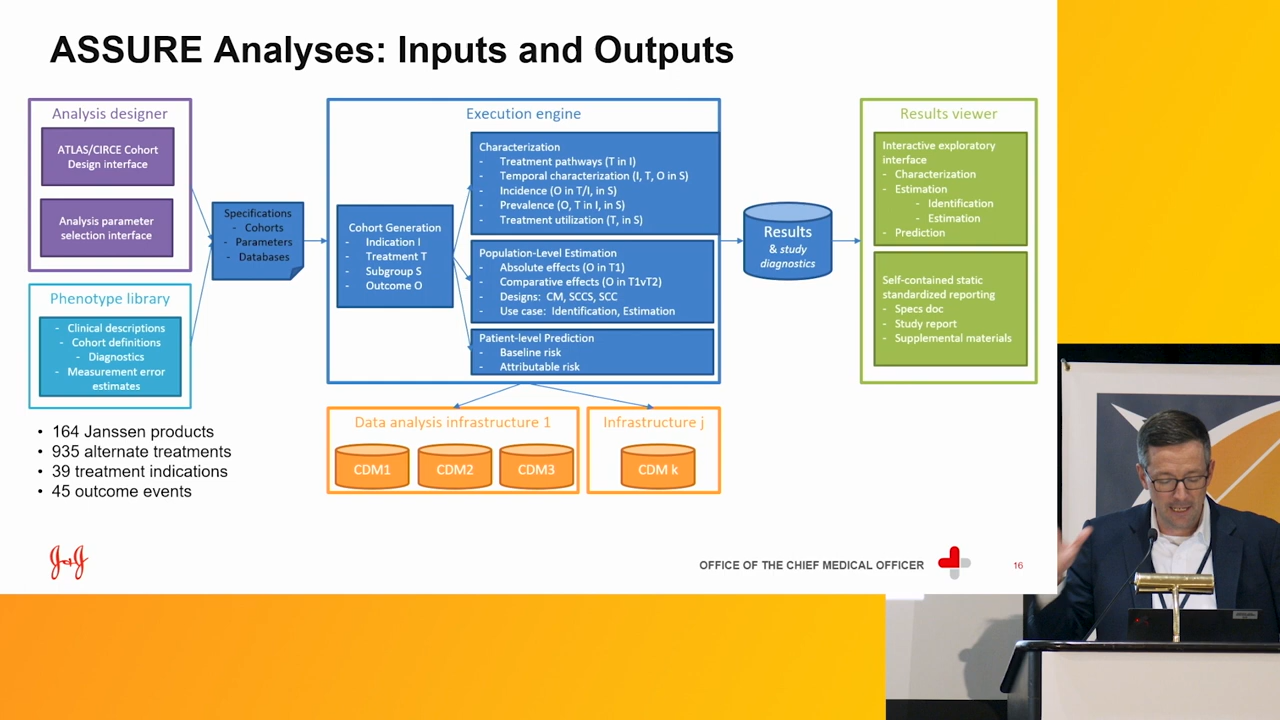 ASSURE Analyses: Inputs and Outputs
Analysis designer
ATLAS/CIRCE Cohort
Design interface
Analysis parameter
selection interface
Phenotype library
- Clinical descriptions
- Cohort definitions
- Diagnostics
- Measurement error
estimates
Specifications
- Cohorts
- Parameters
- Databases
Execution engine
Cohort Generation
- Indication I
- Treatment T
- Subgroup S
- Outcome O
Characterization
- Treatment pathways (T in I)
- Temporal characterization (I, T, O in S)
- Incidence (O in T/I, in S)
- Prevalence (O, T in I, in S)
- Treatment utilization (T, in S)
Population-Level Estimation
- Absolute effects (O in T1)
- Comparative effects (O in T1vT2)
- Designs: CM, SCCS, SCC
- Use case: Identification, Estimation
Patient-level Prediction
- Baseline risk
- Attributable risk
Results
& study
diagnostics
Results viewer
Interactive exploratory
interface
- Characterization
- Estimation
- Identification
- Estimation
- Prediction
Self-contained static
standardized reporting
- Specs doc
- Study report
- Supplemental materials
Data analysis infrastructure 1
CDM1
CDM2
CDM3
Infrastructure j
CDM k
• 164 Janssen products
• 935 alternate treatments
• 39 treatment indications
• 45 outcome events
J&J
OFFICE OF THE CHIEF MEDICAL OFFICER
16